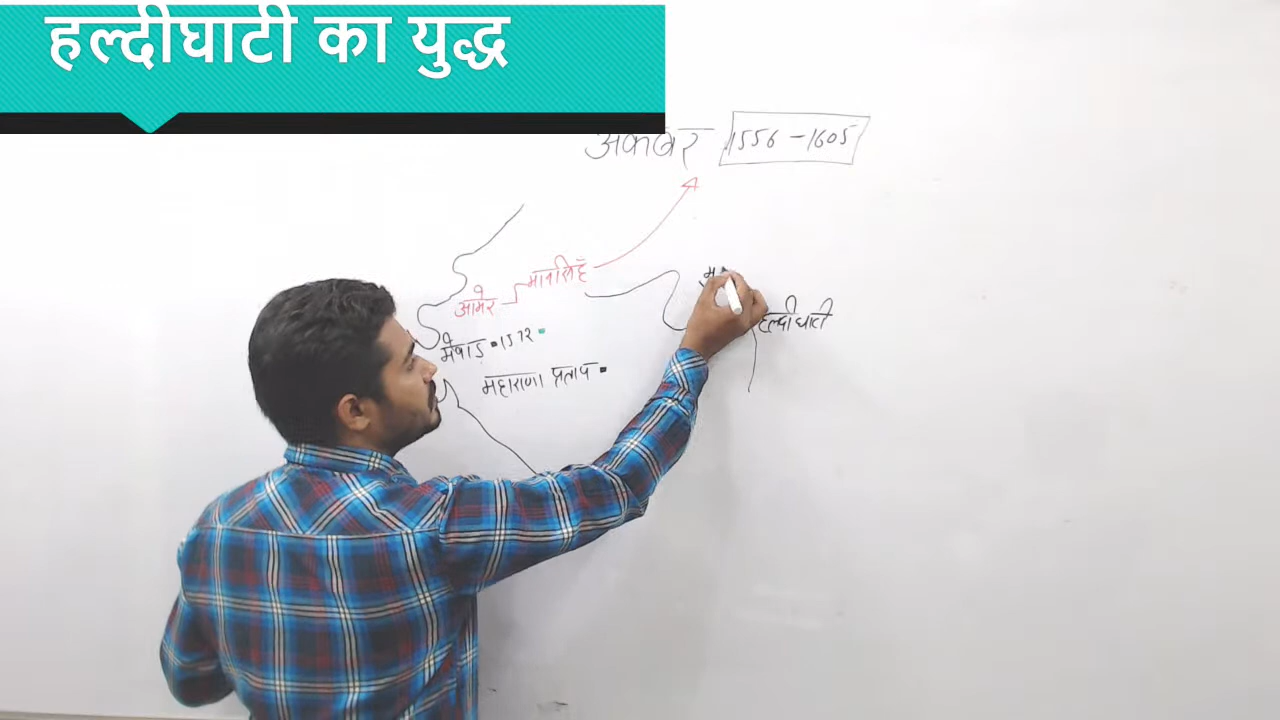 हल्दीघाटी का युद्ध
अकबर 1556 - 1605
आमेर मानसिहँ
हल्दीघाटी
मेवाड़ 1572
महाराणा प्रताप